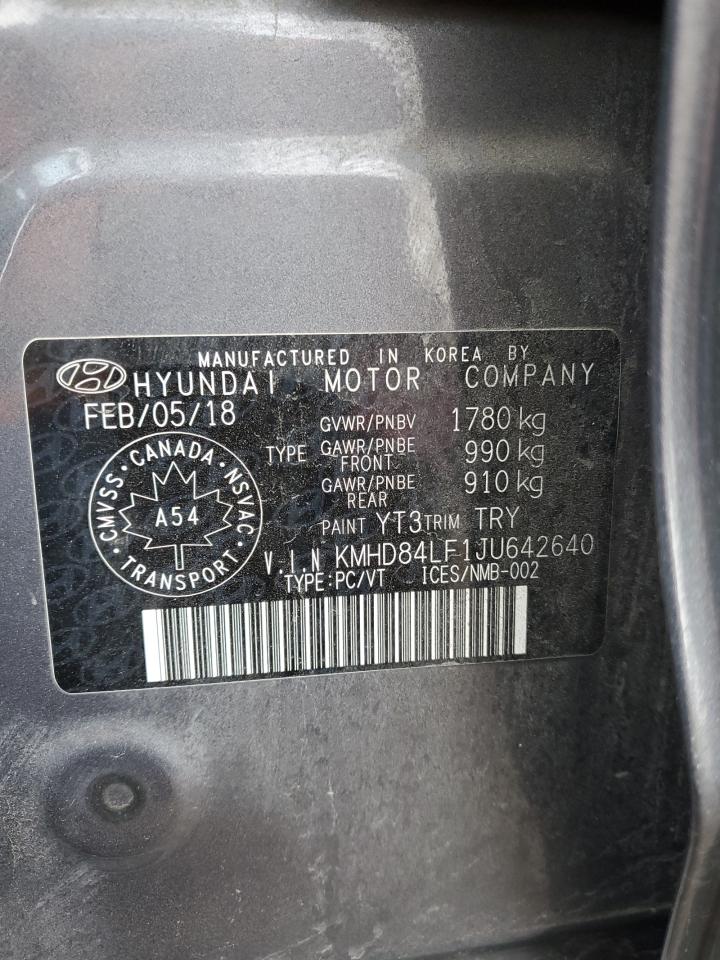 MANUFACTURED IN KOREA BY
HYUNDAI MOTOR COMPANY
FEB/05/18
GVWR/PNBV 1780 kg
TYPE GAWR/PNBE FRONT 990 kg
GAWR/PNBE REAR 910 kg
PAINT YT3 TRIM TRY
CMVSS · CANADA · NSVAC · TRANSPORT ·
A54
V.I.N KMHD84LF1JU642640
TYPE:PC/VT ICES/NMB-002